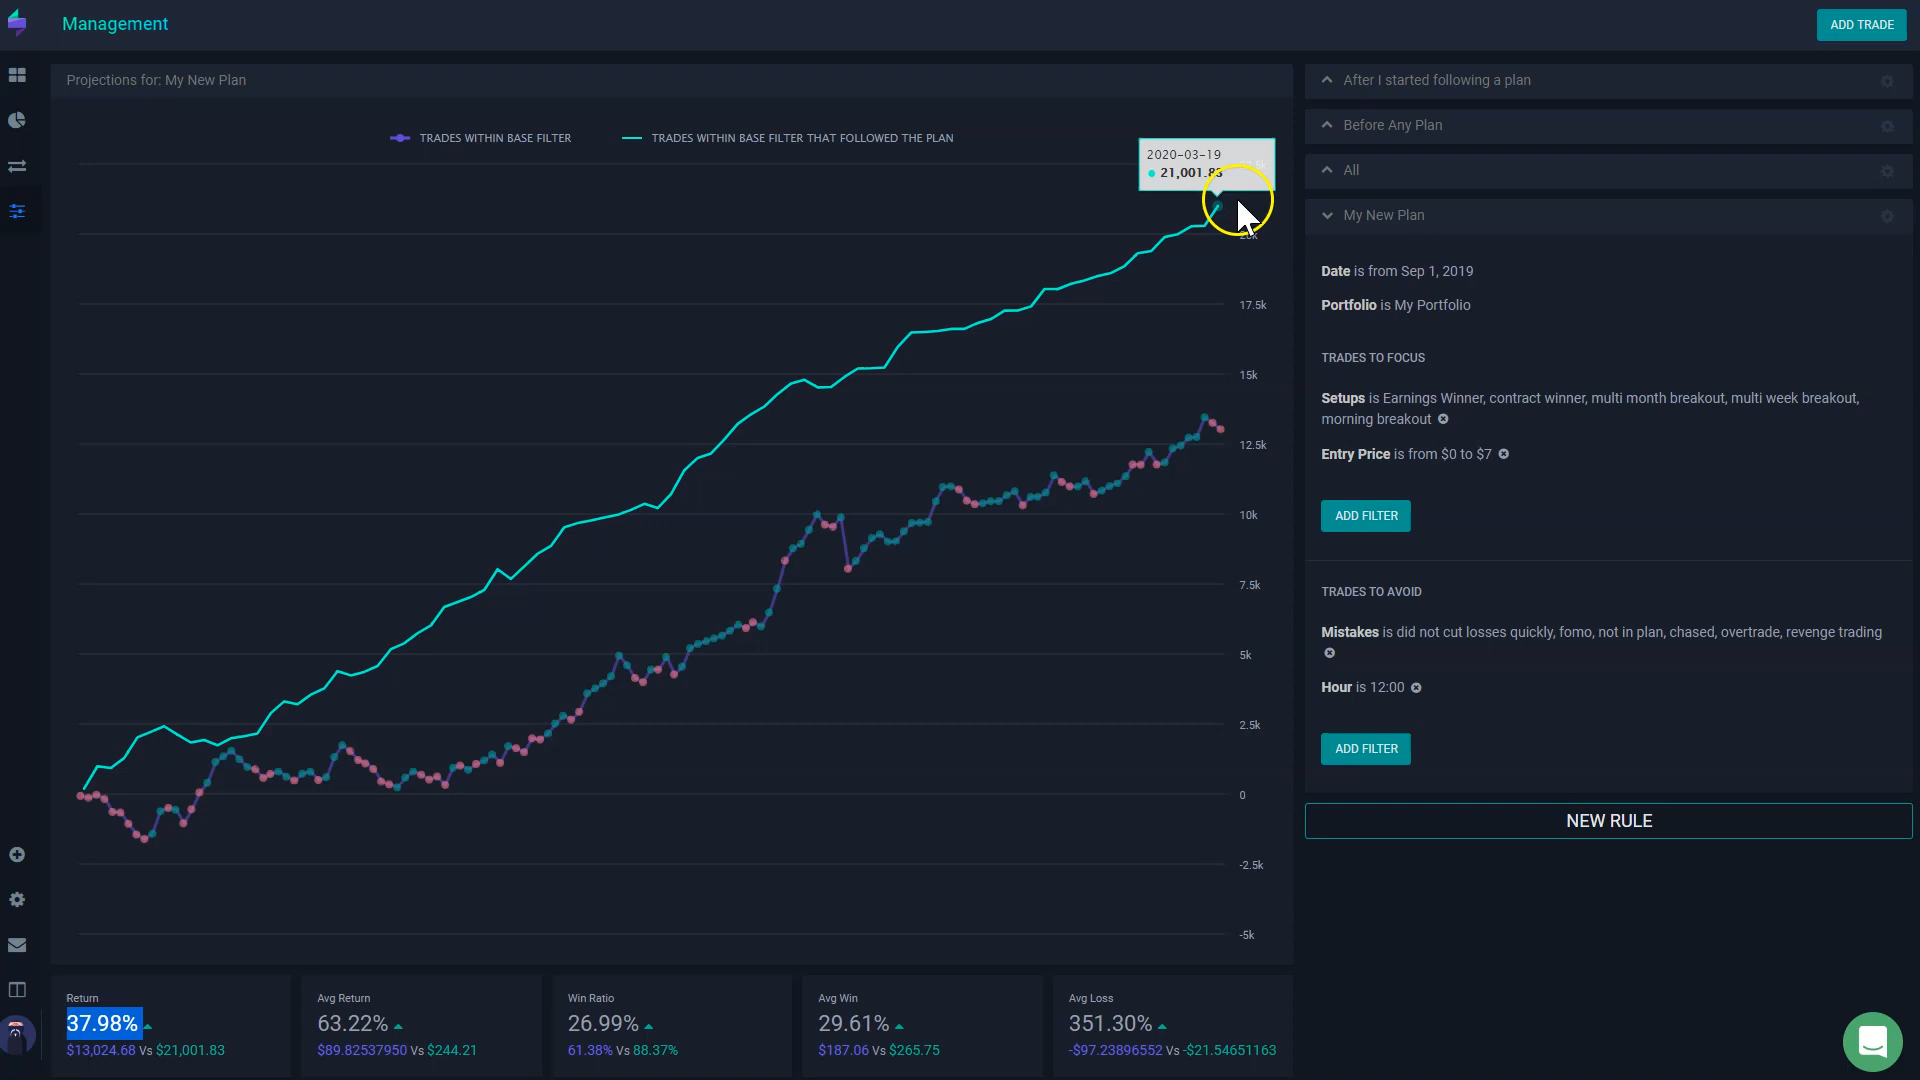 Management
ADD TRADE
Projections for: My New Plan
TRADES WITHIN BASE FILTER
TRADES WITHIN BASE FILTER THAT FOLLOWED THE PLAN
2020-03-19
21,001.83
17.5k
15k
12.5k
10k
7.5k
5k
2.5k
0
-2.5k
-5k
After I started following a plan
Before Any Plan
All
My New Plan
Date is from Sep 1, 2019
Portfolio is My Portfolio
TRADES TO FOCUS
Setups is Earnings Winner, contract winner, multi month breakout, multi week breakout,
morning breakout
Entry Price is from $0 to $7
ADD FILTER
TRADES TO AVOID
Mistakes is did not cut losses quickly, fomo, not in plan, chased, overtrade, revenge trading
Hour is 12:00
ADD FILTER
NEW RULE
Return
37.98%
$13,024.68 Vs $21,001.83
Avg Return
63.22%
$89.82537950 Vs $244.21
Win Ratio
26.99%
61.38% Vs 88.37%
Avg Win
29.61%
$187.06 Vs $265.75
Avg Loss
351.30%
-$97.23896552 Vs -$21.54651163